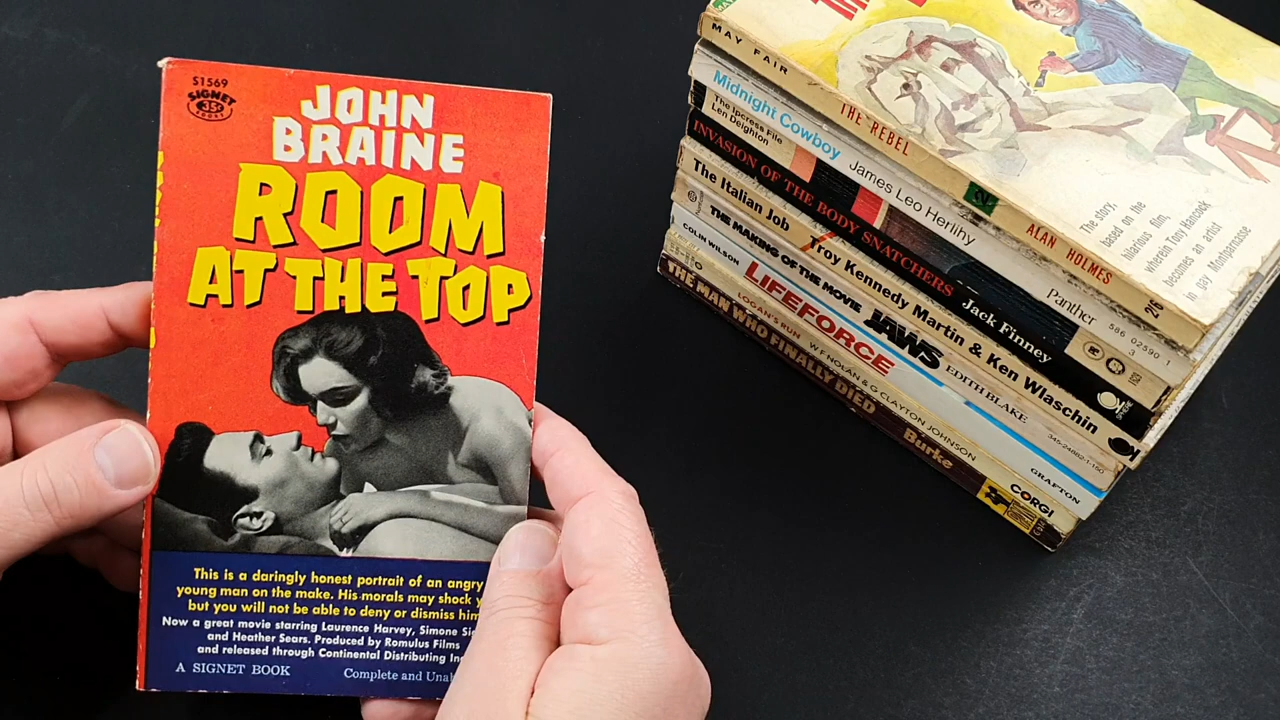 S1569
SIGNET
35¢
BOOKS
JOHN
BRAINE
ROOM
AT THE TOP
This is a daringly honest portrait of an angry
young man on the make. His morals may shock
but you will not be able to deny or dismiss him
Now a great movie starring Laurence Harvey, Simone
and Heather Sears. Produced by Romulus Films
and released through Continental Distributing
A SIGNET BOOK
Complete and
MAY FAIR
THE REBEL
ALAN HOLMES
2/6
The story,
based on the
hilarious film,
wherein Tony Hancock
becomes an artist
in gay Montparnasse
Midnight Cowboy
James Leo Herlihy
Panther
586 02590 1
3
The Ipcress File
Len Deighton
INVASION OF THE BODY SNATCHERS
Jack Finney
SPHERE
The Italian Job
Troy Kennedy Martin & Ken Wlaschin
THE MAKING OF THE MOVIE
JAWS
EDITH BLAKE
345-24882-1-150
COLIN WILSON
LIFEFORCE
GRAFTON
LOGAN'S RUN
W F NOLAN & G CLAYTON JOHNSON
CORGI
THE MAN WHO FINALLY DIED
Burke